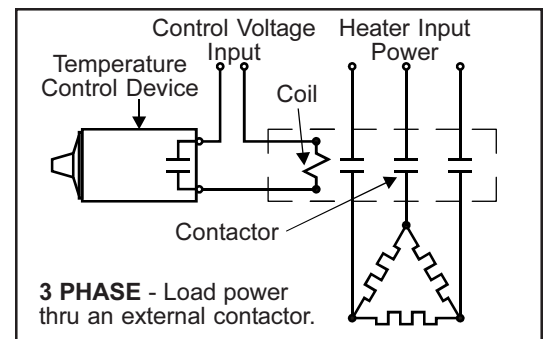 Control Voltage
Input
Heater Input
Power
Temperature
Control Device
Coil
Contactor
3 PHASE - Load power
thru an external contactor.